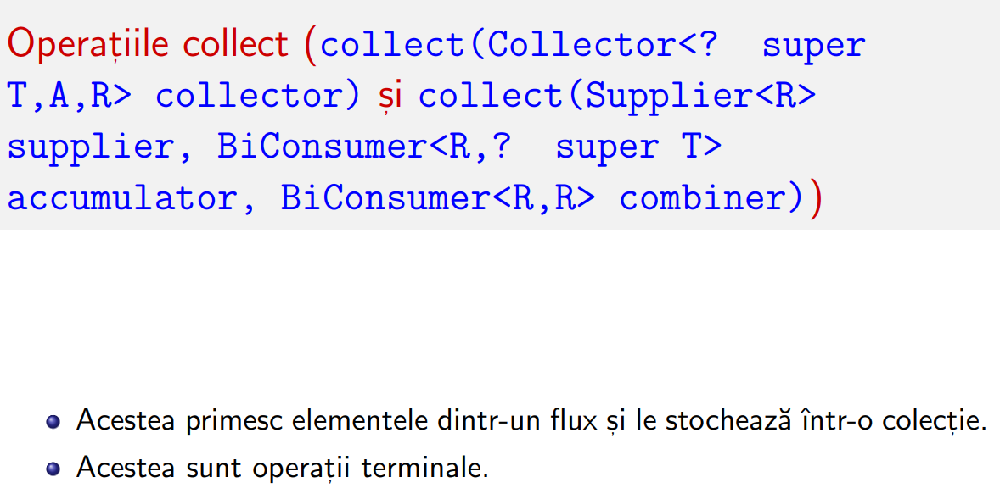 Operațiile collect (collect(Collector<? super
T,A,R> collector) și collect(Supplier<R>
supplier, BiConsumer<R,? super T>
accumulator, BiConsumer<R,R> combiner))
Acestea primesc elementele dintr-un flux și le stochează într-o colecție.
Acestea sunt operații terminale.